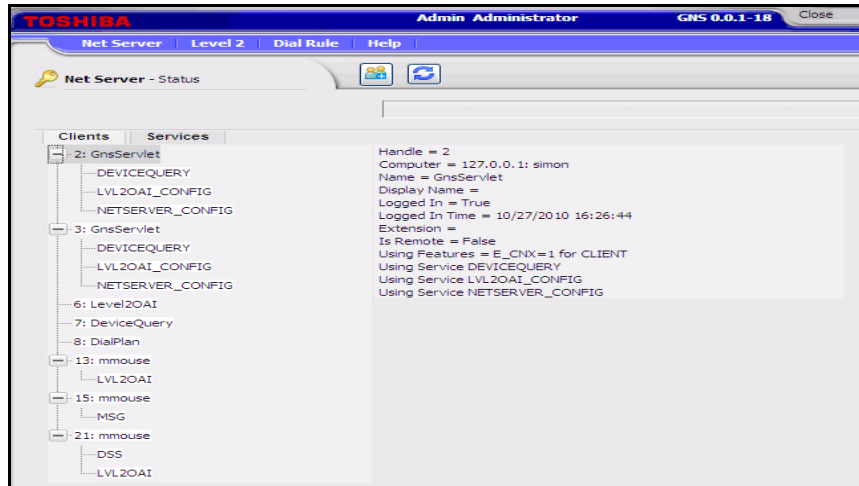 TOSHIBA Admin Administrator GNS 0.0.1-18 Close
Net Server Level 2 Dial Rule Help
Net Server - Status
Clients Services
2: GnsServlet
DEVICEQUERY
LVL2OAI_CONFIG
NETSERVER_CONFIG
3: GnsServlet
DEVICEQUERY
LVL2OAI_CONFIG
NETSERVER_CONFIG
6: Level2OAI
7: DeviceQuery
8: DialPlan
13: mmouse
LVL2OAI
15: mmouse
MSG
21: mmouse
DSS
LVL2OAI
Handle = 2
Computer = 127.0.0.1: simon
Name = GnsServlet
Display Name =
Logged In = True
Logged In Time = 10/27/2010 16:26:44
Extension =
Is Remote = False
Using Features = E_CNX=1 for CLIENT
Using Service DEVICEQUERY
Using Service LVL2OAI_CONFIG
Using Service NETSERVER_CONFIG